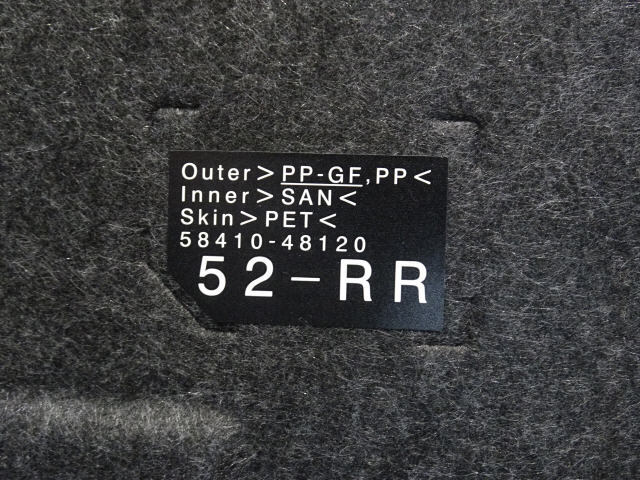 Outer>PP-GF,PP<
Inner>SAN<
Skin>PET<
58410-48120
52-RR